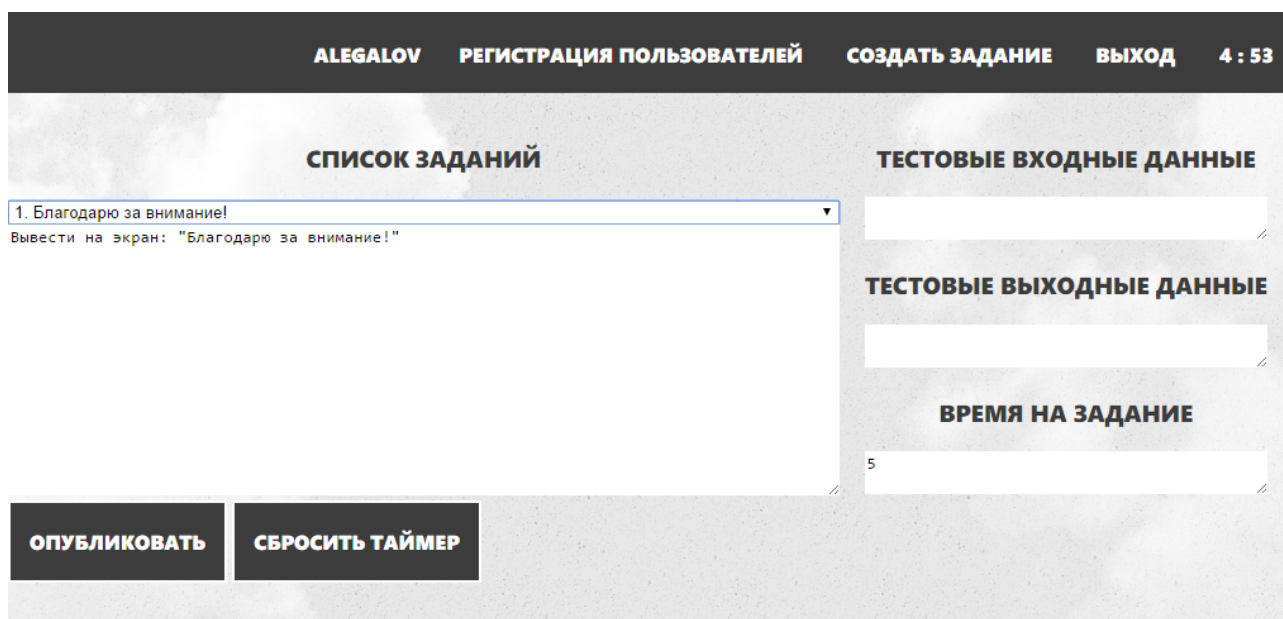 ALEGALOV РЕГИСТРАЦИЯ ПОЛЬЗОВАТЕЛЕЙ СОЗДАТЬ ЗАДАНИЕ ВЫХОД 4 : 53
СПИСОК ЗАДАНИЙ
1. Благодарю за внимание!
Вывести на экран: "Благодарю за внимание!"
ТЕСТОВЫЕ ВХОДНЫЕ ДАННЫЕ
ТЕСТОВЫЕ ВЫХОДНЫЕ ДАННЫЕ
ВРЕМЯ НА ЗАДАНИЕ
5
ОПУБЛИКОВАТЬ СБРОСИТЬ ТАЙМЕР